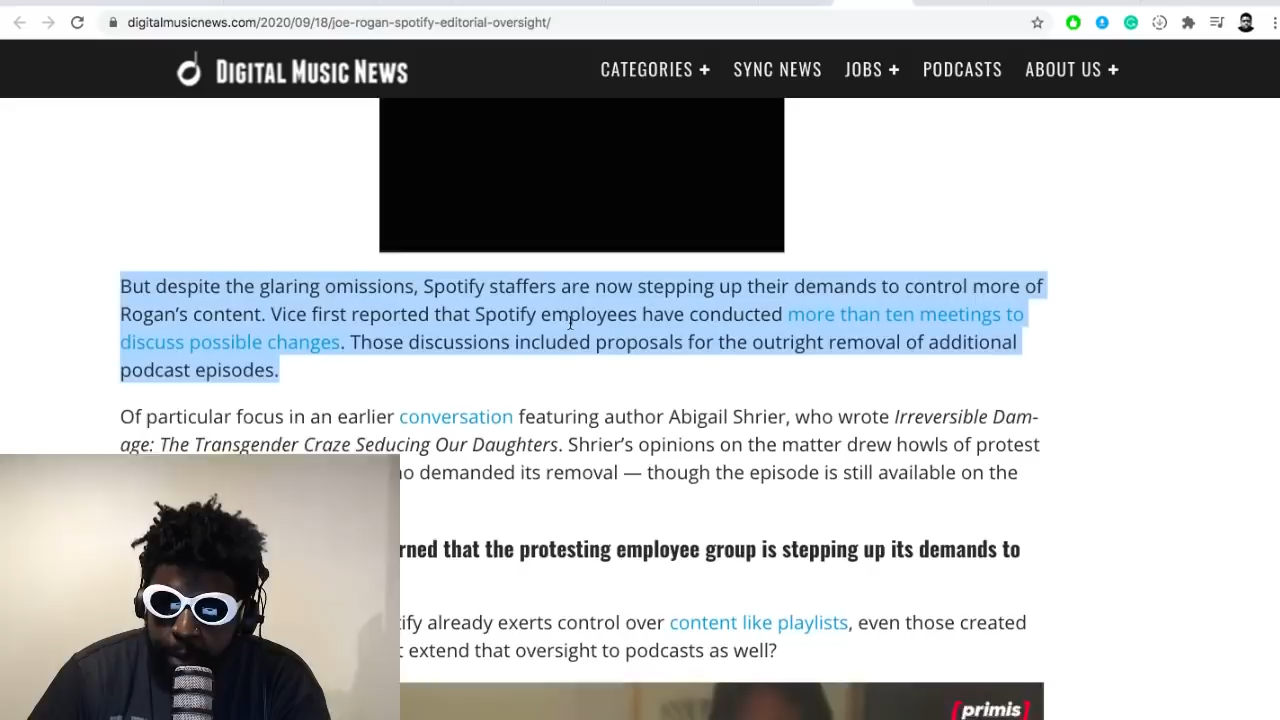 digitalmusicnews.com/2020/09/18/joe-rogan-spotify-editorial-oversight/
DIGITAL MUSIC NEWS CATEGORIES + SYNC NEWS JOBS + PODCASTS ABOUT US +
But despite the glaring omissions, Spotify staffers are now stepping up their demands to control more of
Rogan's content. Vice first reported that Spotify employees have conducted more than ten meetings to
discuss possible changes. Those discussions included proposals for the outright removal of additional
podcast episodes.
Of particular focus in an earlier conversation featuring author Abigail Shrier, who wrote Irreversible Dam-
age: The Transgender Craze Seducing Our Daughters. Shrier's opinions on the matter drew howls of protest
demanded its removal — though the episode is still available on the
that the protesting employee group is stepping up its demands to
already exerts control over content like playlists, even those created
extend that oversight to podcasts as well?
[primis]